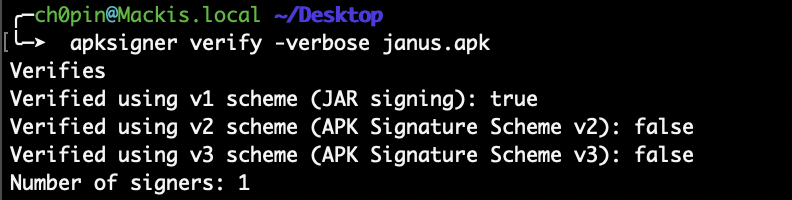 ch0pin@Mackis.local ~/Desktop
[ ➤ apksigner verify -verbose janus.apk
Verifies
Verified using v1 scheme (JAR signing): true
Verified using v2 scheme (APK Signature Scheme v2): false
Verified using v3 scheme (APK Signature Scheme v3): false
Number of signers: 1